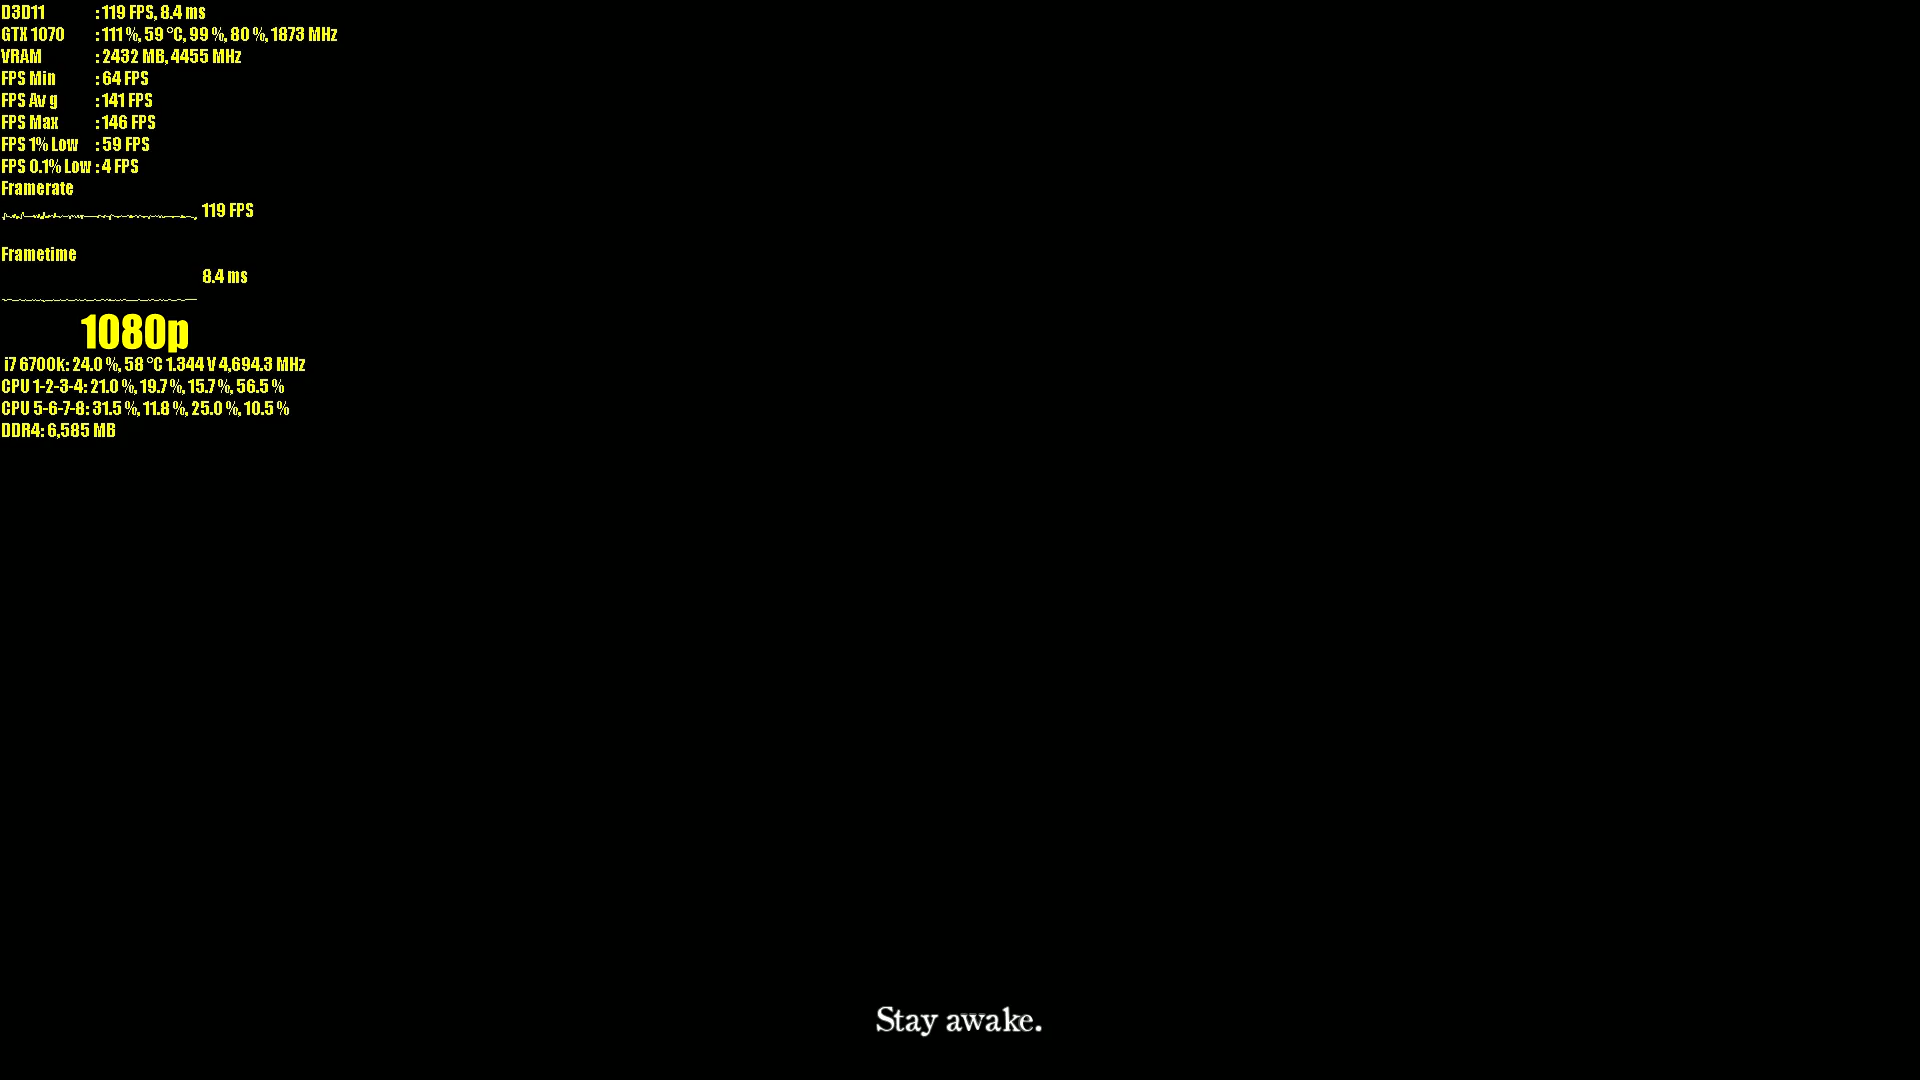 D3D11 : 119 FPS, 8.4 ms
GTX 1070 : 111 %, 59 °C, 99 %, 80 %, 1873 MHz
VRAM : 2432 MB, 4455 MHz
FPS Min : 64 FPS
FPS Avg : 141 FPS
FPS Max : 146 FPS
FPS 1% Low : 59 FPS
FPS 0.1% Low : 4 FPS
Framerate
119 FPS
Frametime
8.4 ms
1080p
i7 6700k: 24.0 %, 58 °C 1.344 V 4,694.3 MHz
CPU 1-2-3-4: 21.0 %, 19.7 %, 15.7 %, 56.5 %
CPU 5-6-7-8: 31.5 %, 11.8 %, 25.0 %, 10.5 %
DDR4: 6,585 MB
Stay awake.